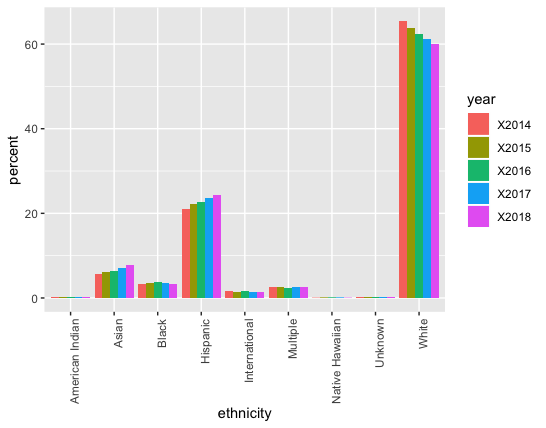 percent
60
40
20
0
American Indian
Asian
Black
Hispanic
International
Multiple
Native Hawaiian
Unknown
White
ethnicity
year
X2014
X2015
X2016
X2017
X2018